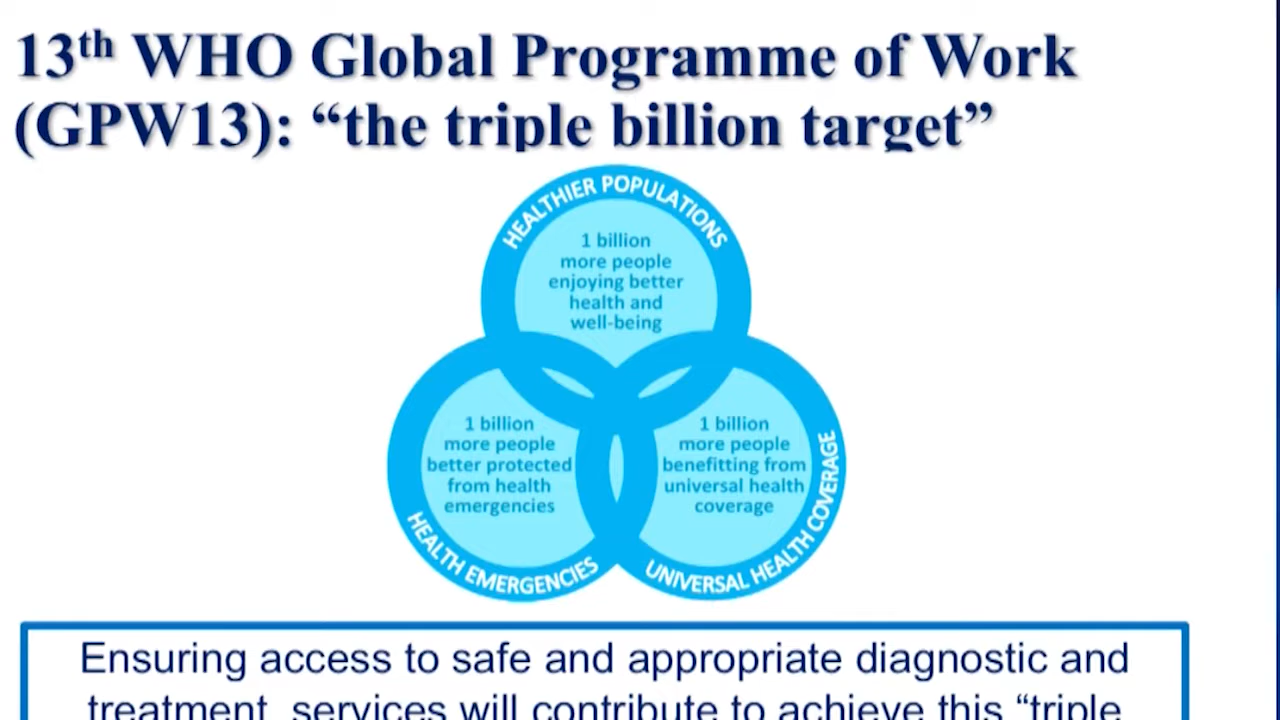 13th WHO Global Programme of Work
(GPW13): “the triple billion target”
HEALTHIER POPULATIONS
1 billion
more people
enjoying better
health and
well-being
1 billion
more people
better protected
from health
emergencies
HEALTH EMERGENCIES
1 billion
more people
benefitting from
universal health
coverage
UNIVERSAL HEALTH COVERAGE
Ensuring access to safe and appropriate diagnostic and
treatment services will contribute to achieve this “triple